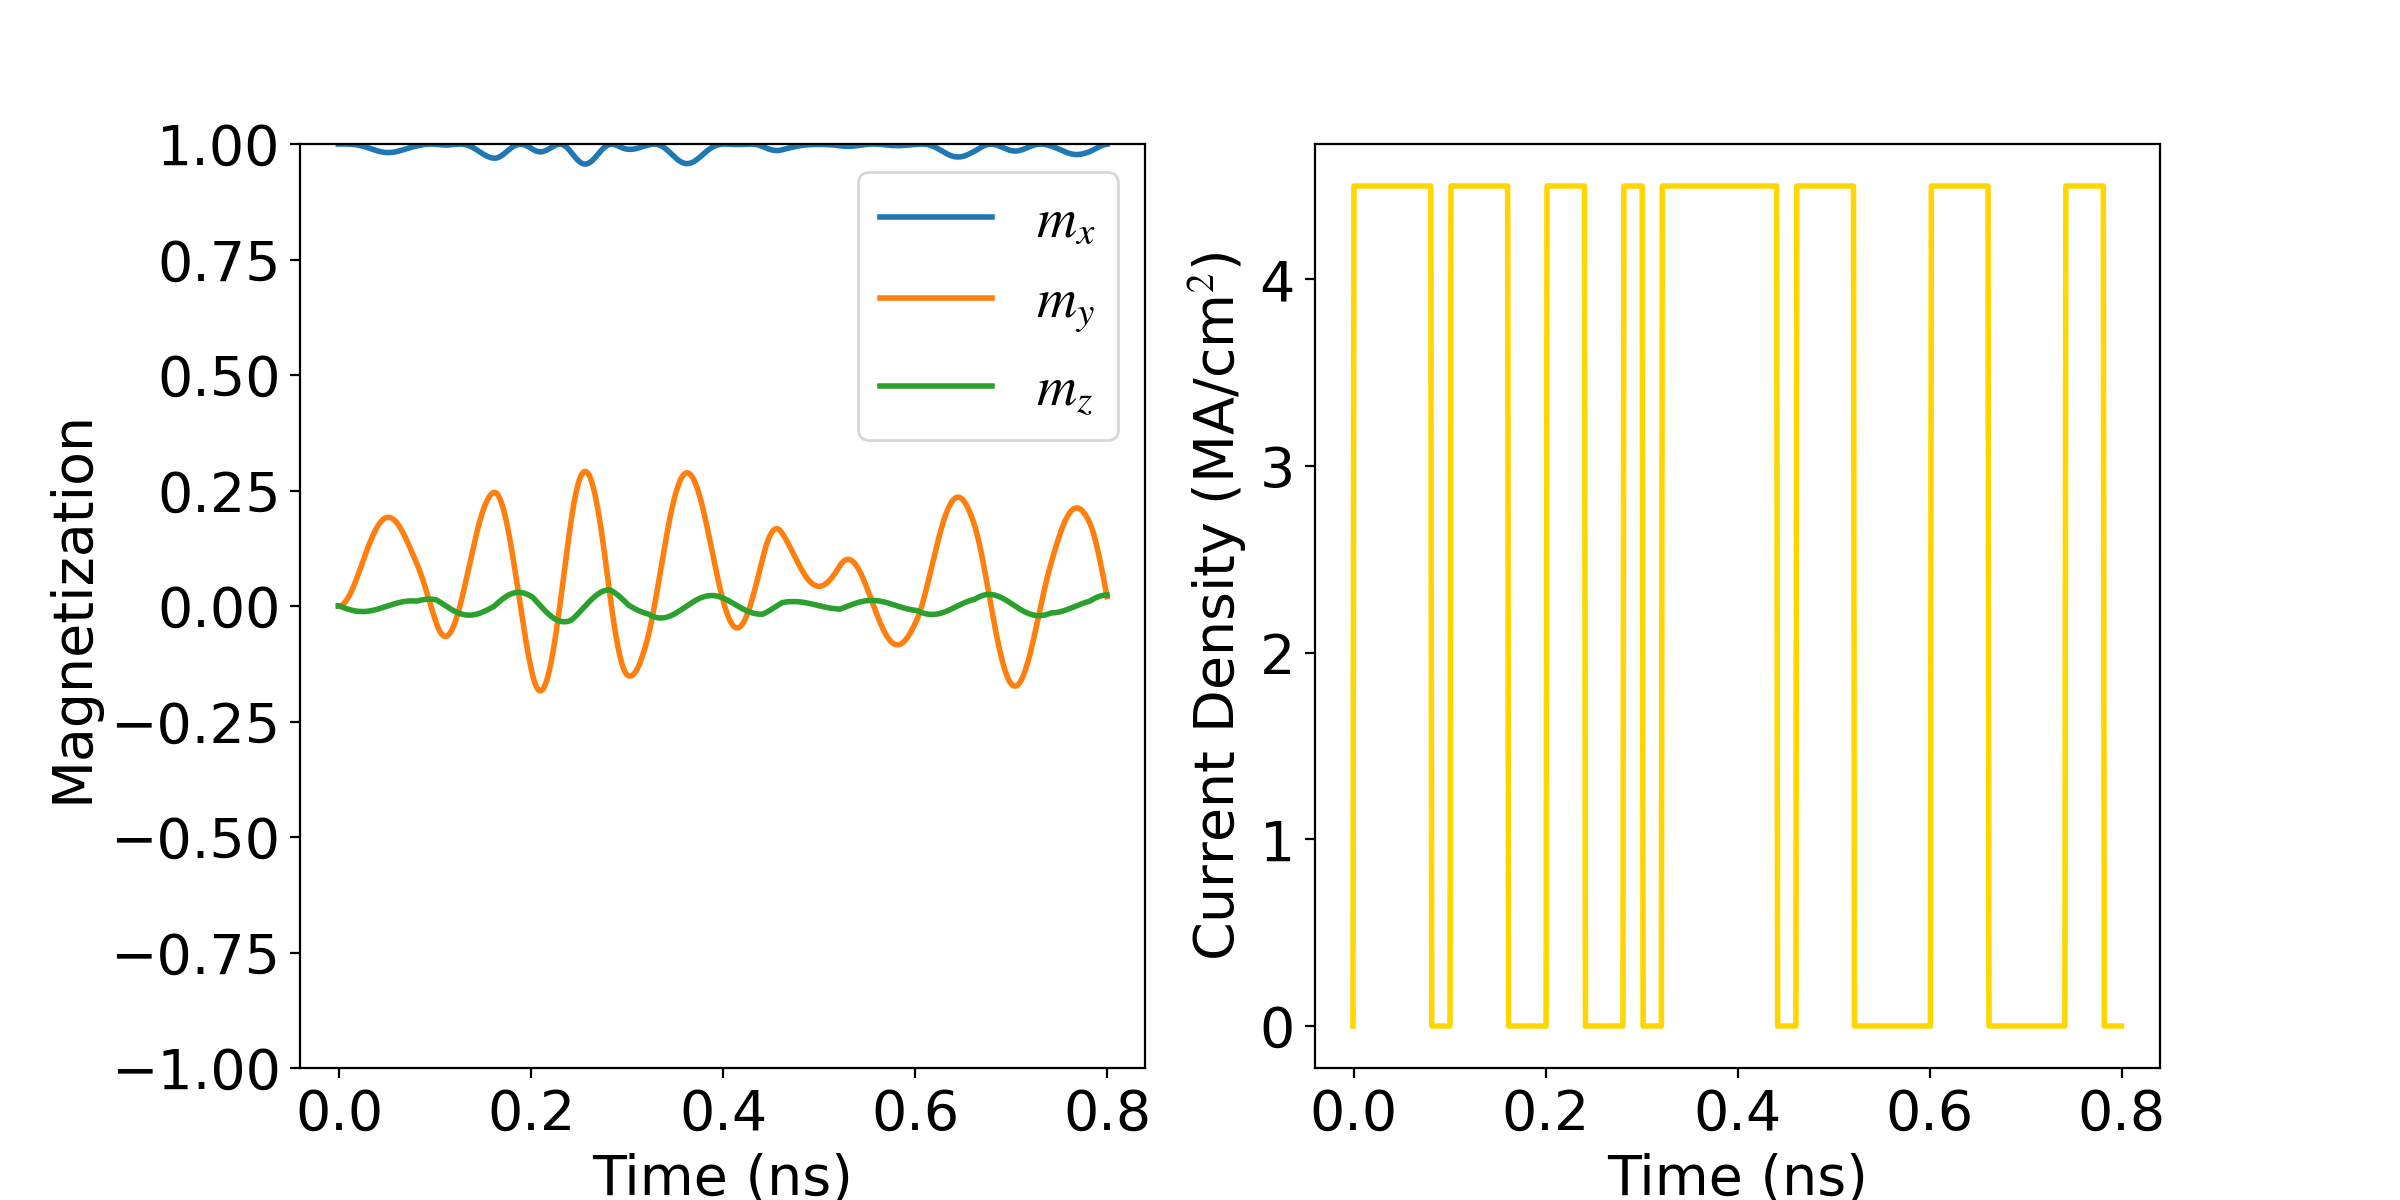 Magnetization
1.00
0.75
0.50
0.25
0.00
−0.25
−0.50
−0.75
−1.00
0.0 0.2 0.4 0.6 0.8
Time (ns)
m_x
m_y
m_z
Current Density (MA/cm²)
4
3
2
1
0
0.0 0.2 0.4 0.6 0.8
Time (ns)